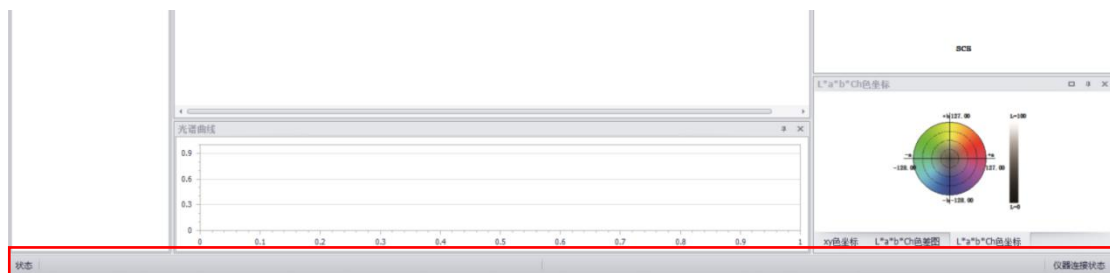 SCE
L*a*b*Ch色坐标
光谱曲线
+b 127.00
L=100
-a
+a
-128.00
127.00
-b -128.00
L=0
0.9
0.6
0.3
0
0 0.1 0.2 0.3 0.4 0.5 0.6 0.7 0.8 0.9 1
xy色坐标 L*a*b*Ch色差图 L*a*b*Ch色坐标
状态 仪器连接状态